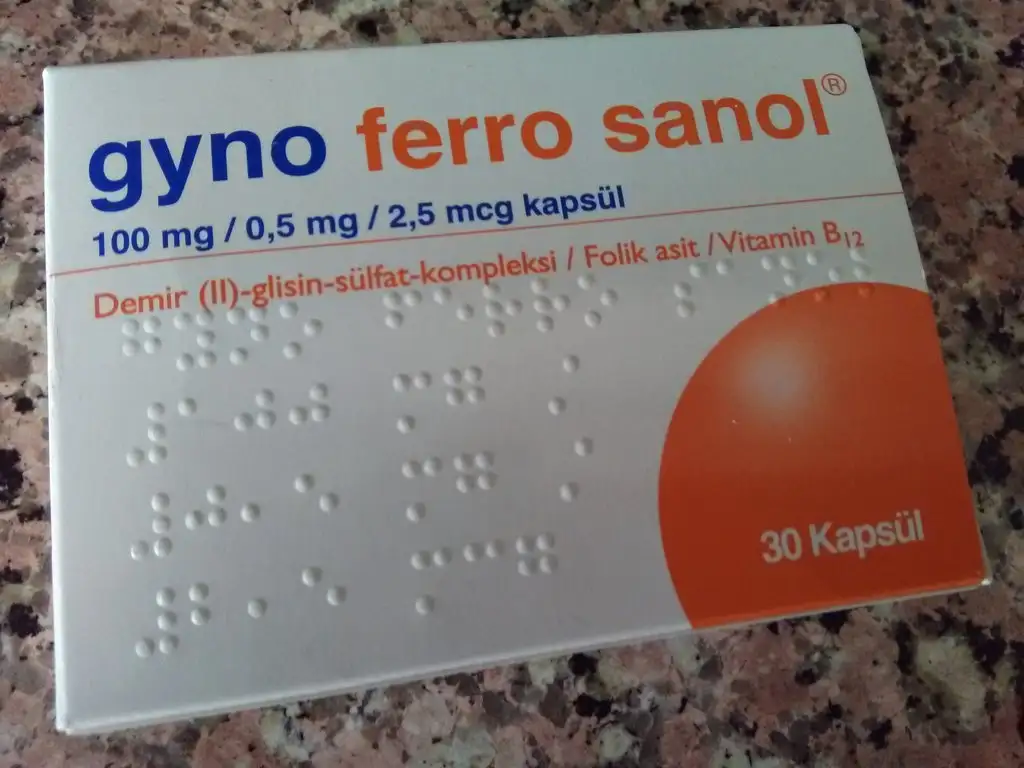 gyno ferro sanol®
100 mg / 0,5 mg / 2,5 mcg kapsül
Demir (II)-glisin-sülfat-kompleksi / Folik asit / Vitamin B12
30 Kapsül